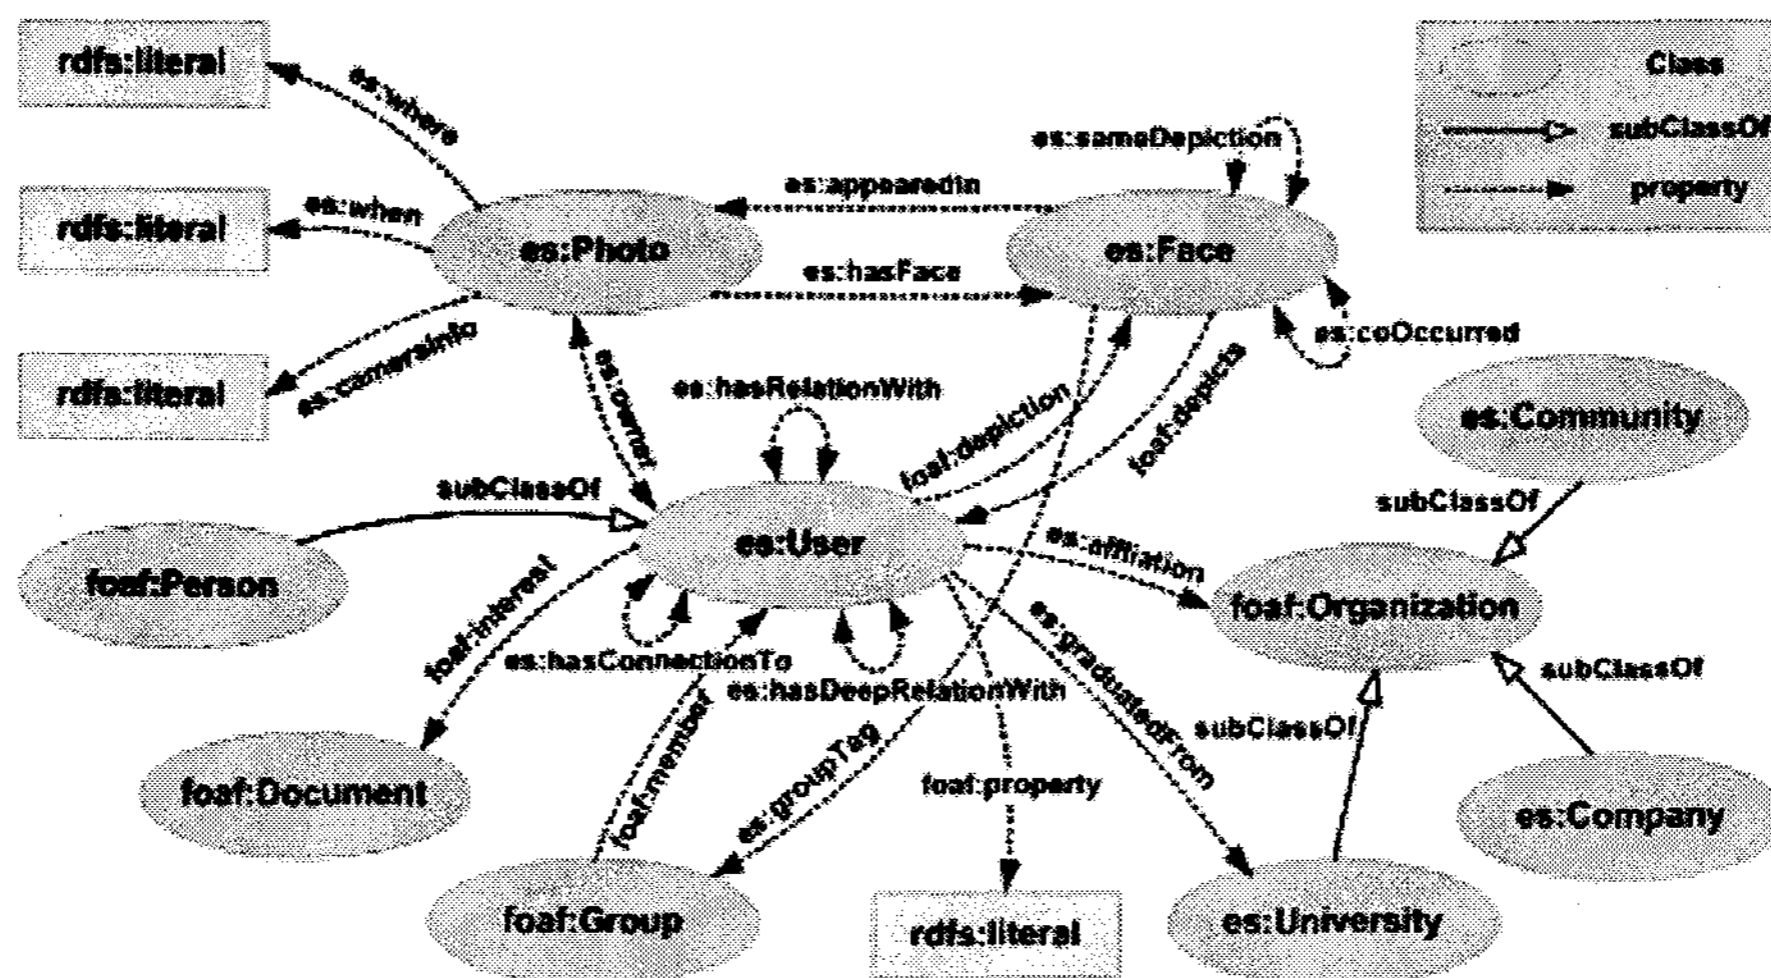 rdfs:literal
es:where
Class
subClassOf
property
es:sameDepiction
es:appearedIn
rdfs:literal
es:when
es:Photo
es:Face
es:hasFace
rdfs:literal
es:cameraInfo
es:owner
es:hasRelationWith
foaf:depiction
foaf:depicts
es:coOccurred
es:Community
subClassOf
subClassOf
foaf:Person
es:User
es:affiration
foaf:Organization
foaf:interest
es:hasConnectionTo
es:hasDeepRelationWith
es:graduatedFrom
subClassOf
subClassOf
foaf:Document
foaf:member
es:groupTag
foaf:property
es:Company
foaf:Group
rdfs:literal
es:University